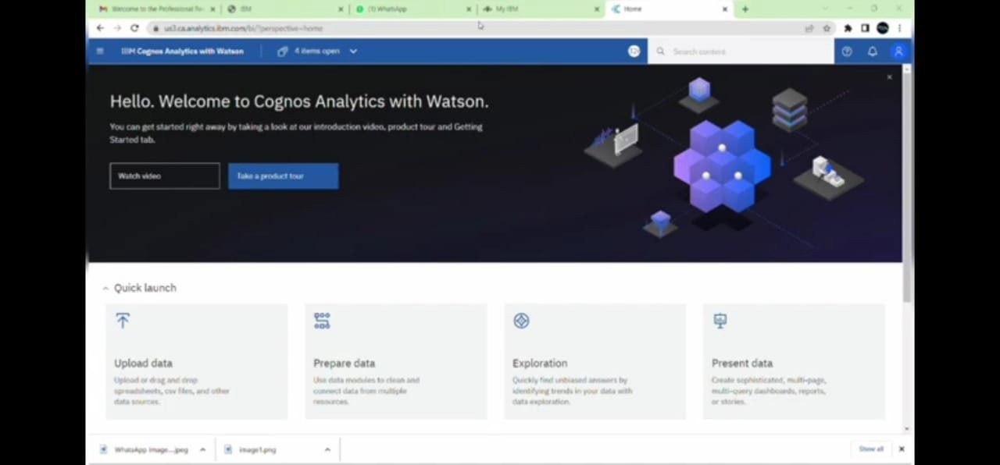 Welcome to the Professional Re
IBM
(1) WhatsApp
My IBM
Home
us3.ca.analytics.ibm.com/bi/?perspective=home
IBM Cognos Analytics with Watson
4 items open
Search content
Hello. Welcome to Cognos Analytics with Watson.
You can get started right away by taking a look at our introduction video, product tour and Getting
Started tab.
Watch video
Take a product tour
Quick launch
Upload data
Upload or drag and drop
spreadsheets, csv files, and other
data sources.
Prepare data
Use data modules to clean and
connect data from multiple
resources.
Exploration
Quickly find unbiased answers by
identifying trends in your data with
data exploration.
Present data
Create sophisticated, multi-page,
multi-query dashboards, reports,
or stories.
WhatsApp Image....jpeg
image1.png
Show all